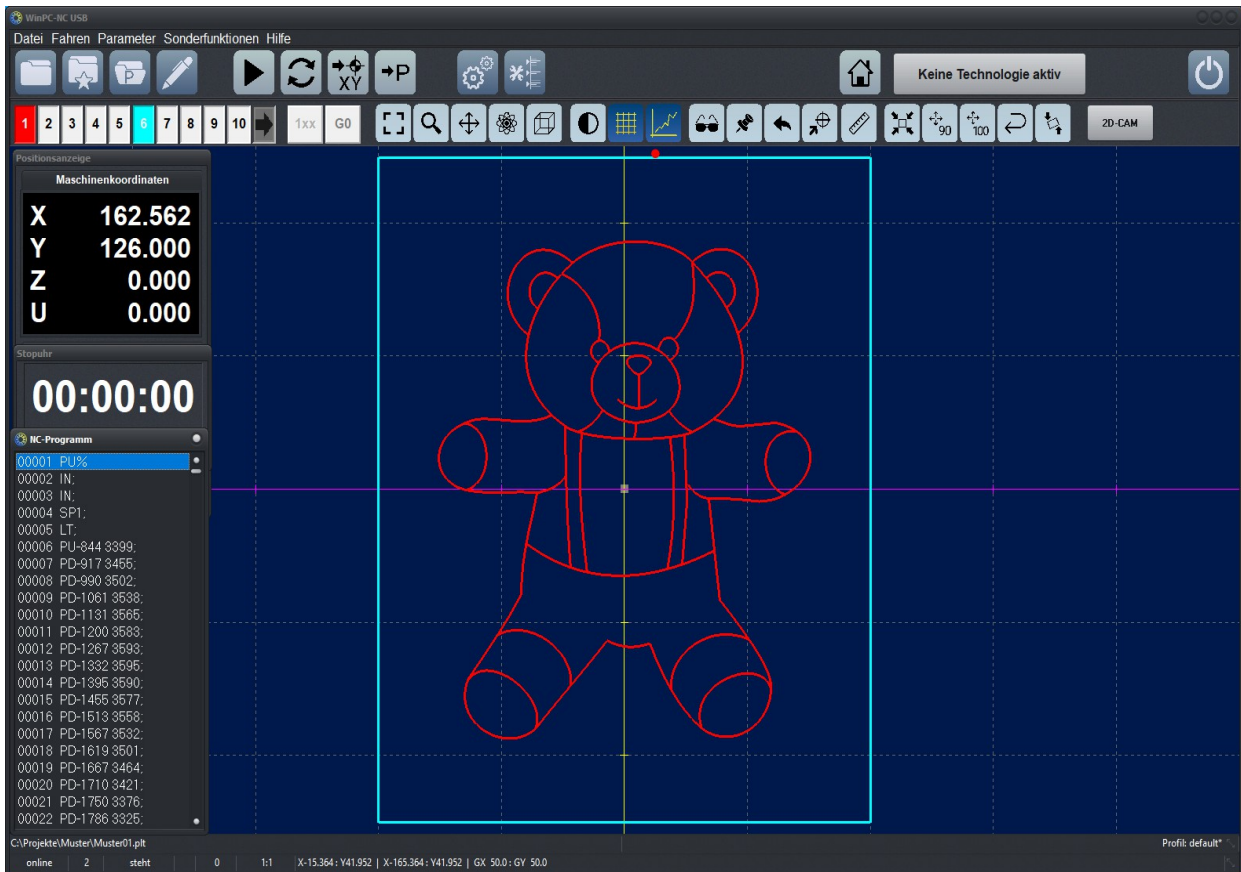 WinPC-NC USB
Datei Fahren Parameter Sonderfunktionen Hilfe
P
XY
P
Keine Technologie aktiv
1 2 3 4 5 6 7 8 9 10
1xx G0
90
100
2D-CAM
Positionsanzeige
Maschinenkoordinaten
X 162.562
Y 126.000
Z 0.000
U 0.000
Stopuhr
00:00:00
NC-Programm
00001 PU%
00002 IN;
00003 IN;
00004 SP1;
00005 LT;
00006 PU-844 3399;
00007 PD-917 3455;
00008 PD-990 3502;
00009 PD-1061 3538;
00010 PD-1131 3565;
00011 PD-1200 3583;
00012 PD-1267 3593;
00013 PD-1332 3595;
00014 PD-1395 3590;
00015 PD-1455 3577;
00016 PD-1513 3558;
00017 PD-1567 3532;
00018 PD-1619 3501;
00019 PD-1667 3464;
00020 PD-1710 3421;
00021 PD-1750 3376;
00022 PD-1786 3325;
C:\Projekte\Muster\Muster01.plt
Profil: default*
online 2 steht 0 1:1 X-15.364 : Y41.952 | X-165.364 : Y41.952 | GX 50.0 : GY 50.0